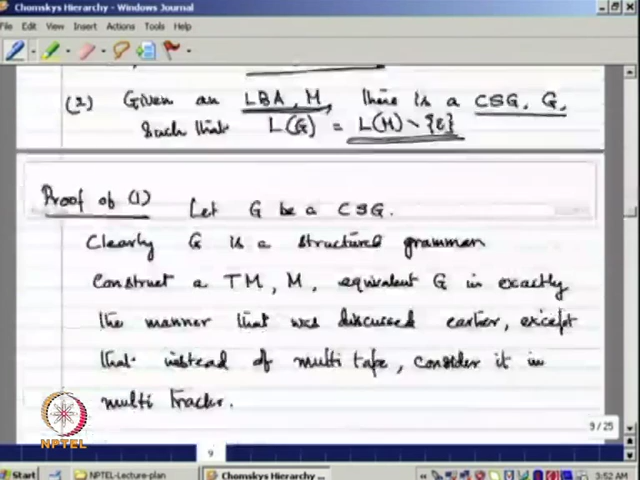 Chomskys Hierarchy - Windows Journal
File Edit View Insert Actions Tools Help
(2) Given an LBA, M, there is a CSG, G,
Such that L(G) = L(M) \ {ε}
Proof of (1) Let G be a CSG.
Clearly G is a structured grammar
Construct a TM, M, equivalent G in exactly
the manner that was discussed earlier, except
that instead of multi tape, consider it in
multi tracks.
NPTEL
9 / 25
9
Start NPTEL-Lecture-plan Chomskys Hierarchy - ... 3:52 AM